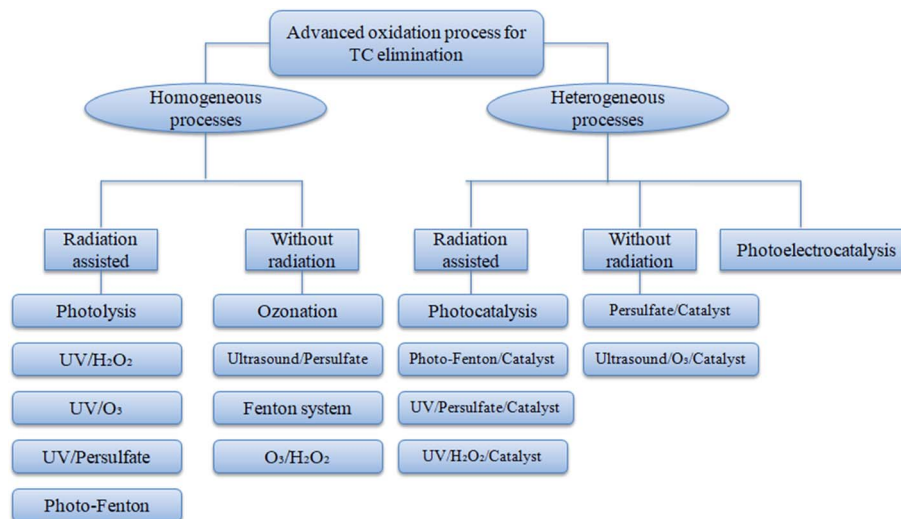 Advanced oxidation process for
TC elimination
Homogeneous
processes
Heterogeneous
processes
Radiation
assisted
Without
radiation
Radiation
assisted
Without
radiation
Photoelectrocatalysis
Photolysis
Ozonation
Photocatalysis
Persulfate/Catalyst
UV/H₂O₂
Ultrasound/Persulfate
Photo-Fenton/Catalyst
Ultrasound/O₃/Catalyst
UV/O₃
Fenton system
UV/Persulfate/Catalyst
UV/Persulfate
O₃/H₂O₂
UV/H₂O₂/Catalyst
Photo-Fenton